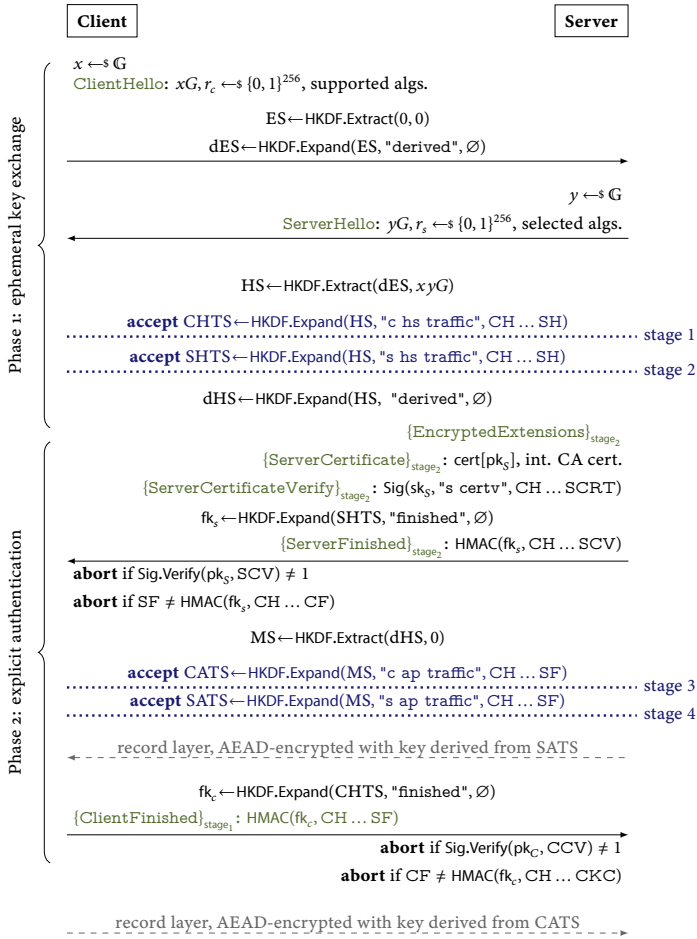 Client
Server
x ←$ 𝔾
ClientHello: xG, r_c ←$ {0, 1}^256, supported algs.
ES←HKDF.Extract(0, 0)
dES←HKDF.Expand(ES, "derived", ∅)
y ←$ 𝔾
ServerHello: yG, r_s ←$ {0, 1}^256, selected algs.
HS←HKDF.Extract(dES, xyG)
accept CHTS←HKDF.Expand(HS, "c hs traffic", CH … SH)
stage 1
accept SHTS←HKDF.Expand(HS, "s hs traffic", CH … SH)
stage 2
dHS←HKDF.Expand(HS, "derived", ∅)
Phase 1: ephemeral key exchange
{EncryptedExtensions}_stage_2
{ServerCertificate}_stage_2: cert[pk_S], int. CA cert.
{ServerCertificateVerify}_stage_2: Sig(sk_S, "s certv", CH … SCRT)
fk_s←HKDF.Expand(SHTS, "finished", ∅)
{ServerFinished}_stage_2: HMAC(fk_s, CH … SCV)
abort if Sig.Verify(pk_S, SCV) ≠ 1
abort if SF ≠ HMAC(fk_s, CH … CF)
MS←HKDF.Extract(dHS, 0)
accept CATS←HKDF.Expand(MS, "c ap traffic", CH … SF)
stage 3
accept SATS←HKDF.Expand(MS, "s ap traffic", CH … SF)
stage 4
record layer, AEAD-encrypted with key derived from SATS
fk_c←HKDF.Expand(CHTS, "finished", ∅)
{ClientFinished}_stage_1: HMAC(fk_c, CH … SF)
abort if Sig.Verify(pk_C, CCV) ≠ 1
abort if CF ≠ HMAC(fk_c, CH … CKC)
Phase 2: explicit authentication
record layer, AEAD-encrypted with key derived from CATS